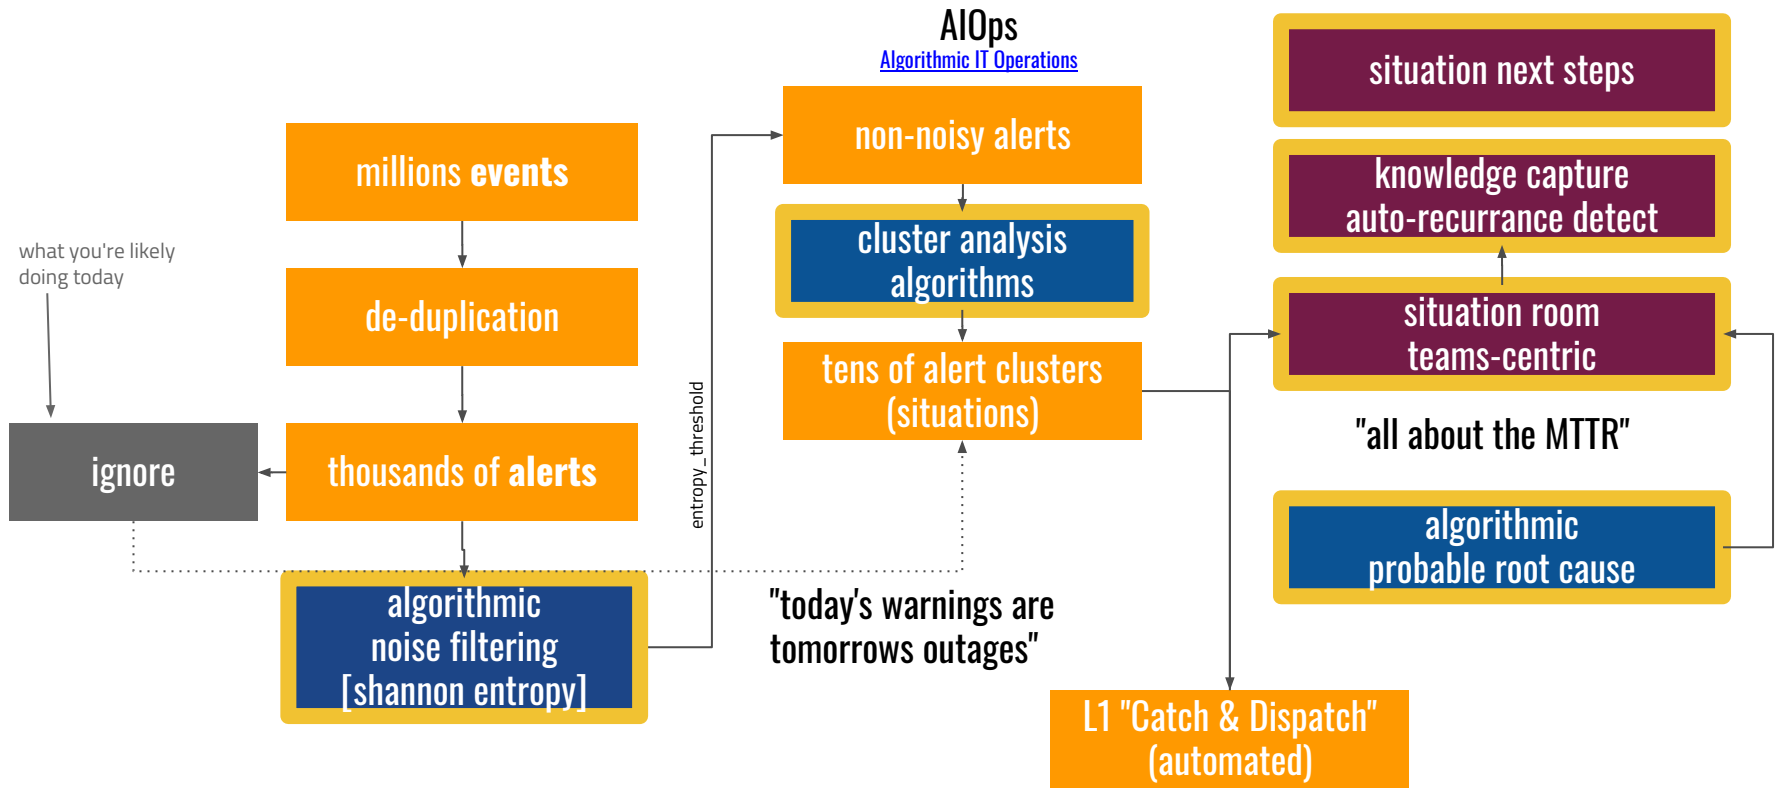 AIOps
Algorithmic IT Operations
millions events
de-duplication
what you're likely
doing today
ignore
thousands of alerts
algorithmic
noise filtering
[shannon entropy]
entropy_threshold
non-noisy alerts
cluster analysis
algorithms
tens of alert clusters
(situations)
"today's warnings are
tomorrows outages"
L1 "Catch & Dispatch"
(automated)
situation next steps
knowledge capture
auto-recurrance detect
situation room
teams-centric
"all about the MTTR"
algorithmic
probable root cause